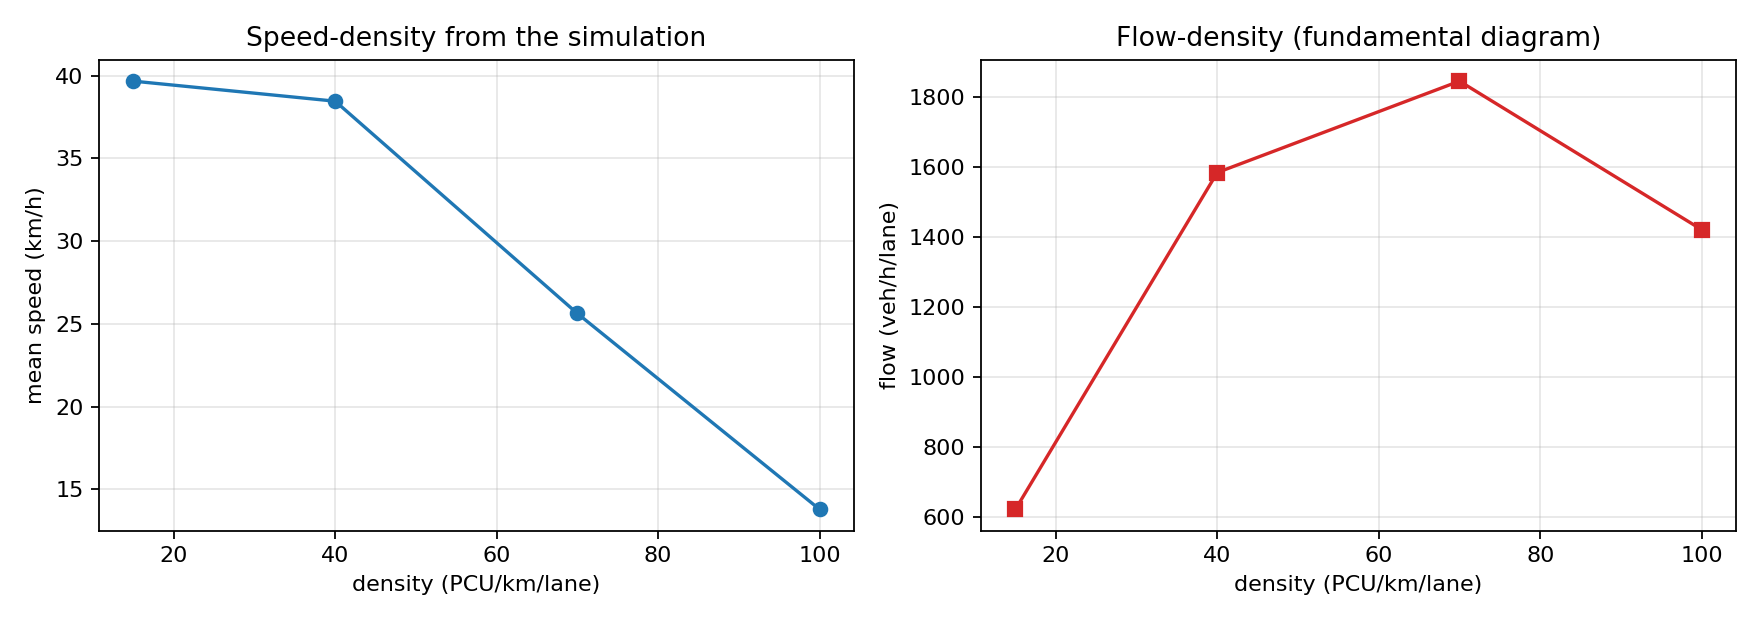 Speed-density from the simulation
mean speed (km/h)
40
35
30
25
20
15
20 40 60 80 100
density (PCU/km/lane)
Flow-density (fundamental diagram)
flow (veh/h/lane)
1800
1600
1400
1200
1000
800
600
20 40 60 80 100
density (PCU/km/lane)